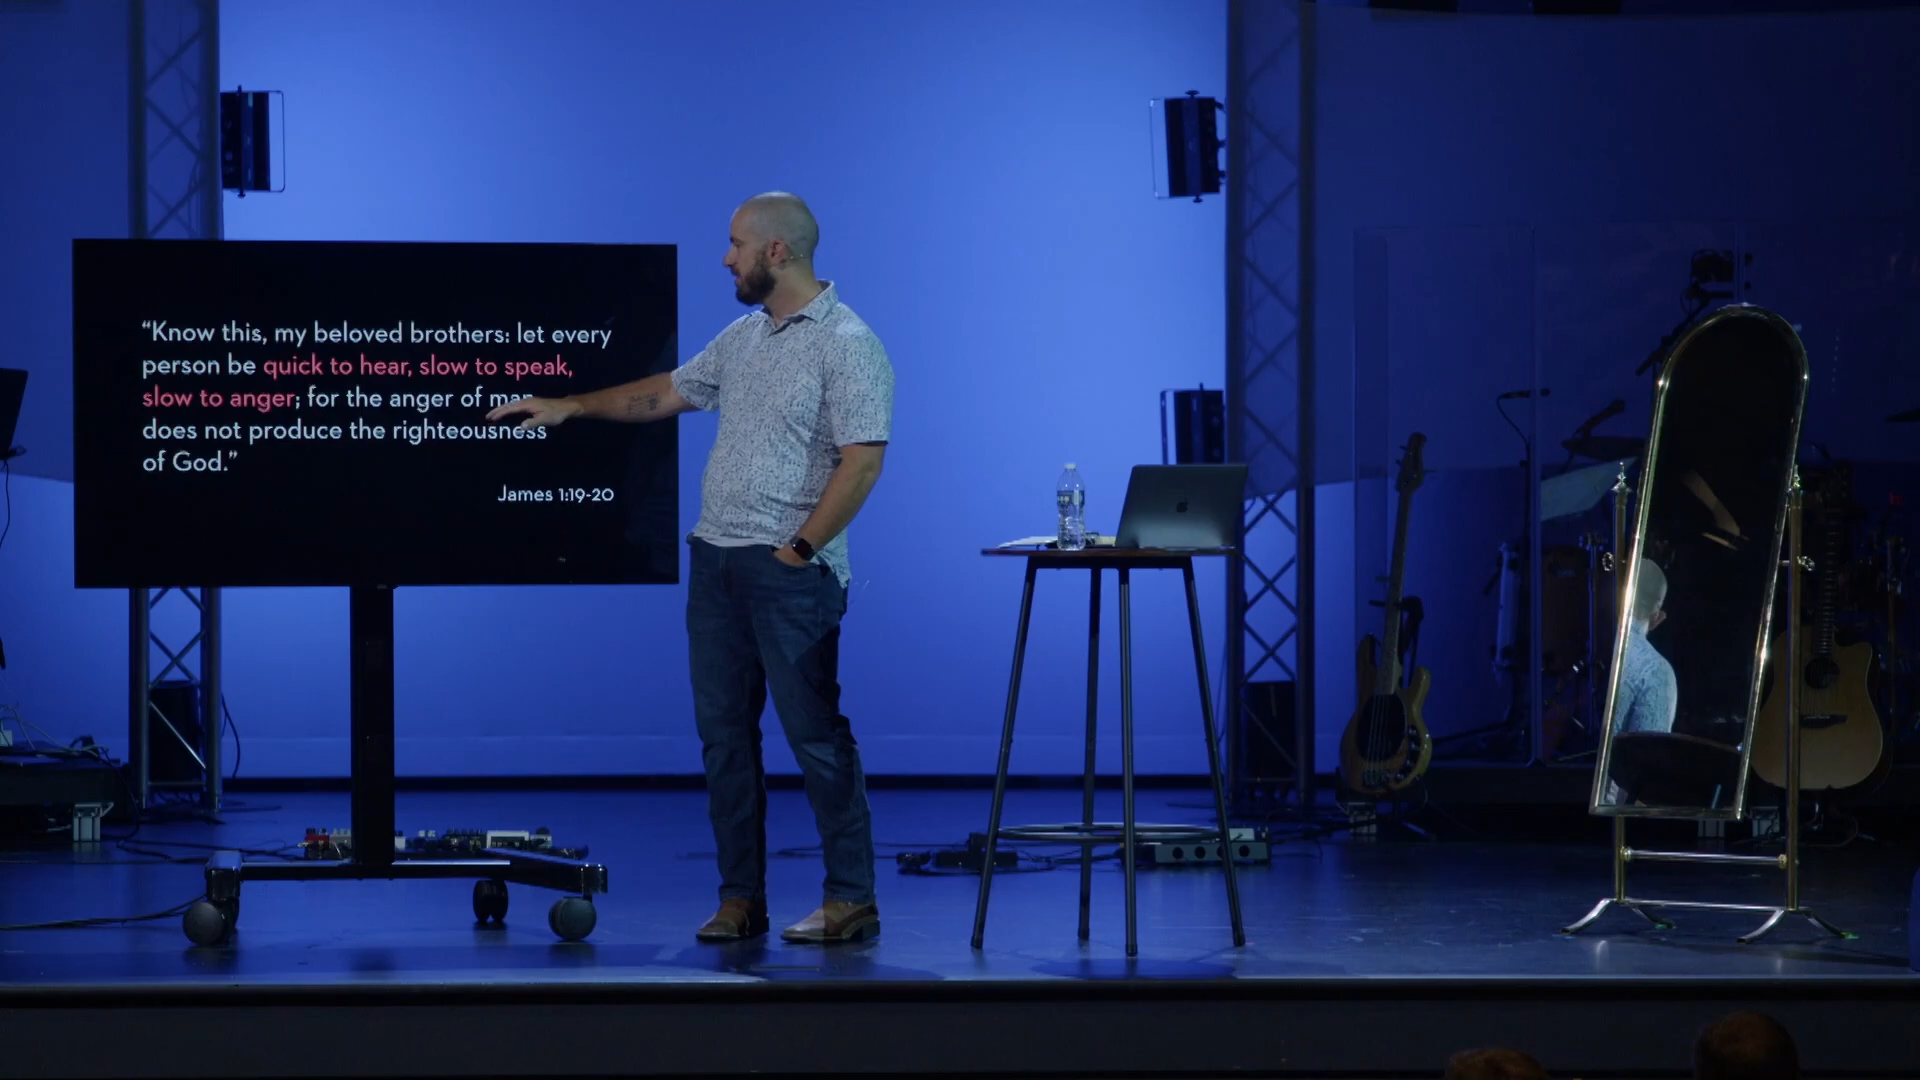 “Know this, my beloved brothers: let every
person be quick to hear, slow to speak,
slow to anger; for the anger of man
does not produce the righteousness
of God.”
James 1:19-20